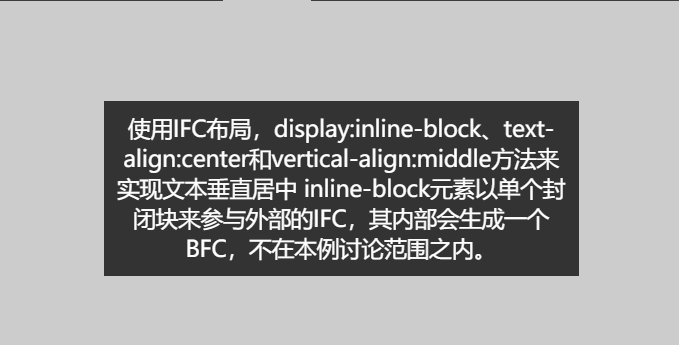 使用IFC布局，display:inline-block、text-
align:center和vertical-align:middle方法来
实现文本垂直居中 inline-block元素以单个封
闭块来参与外部的IFC，其内部会生成一个
BFC，不在本例讨论范围之内。